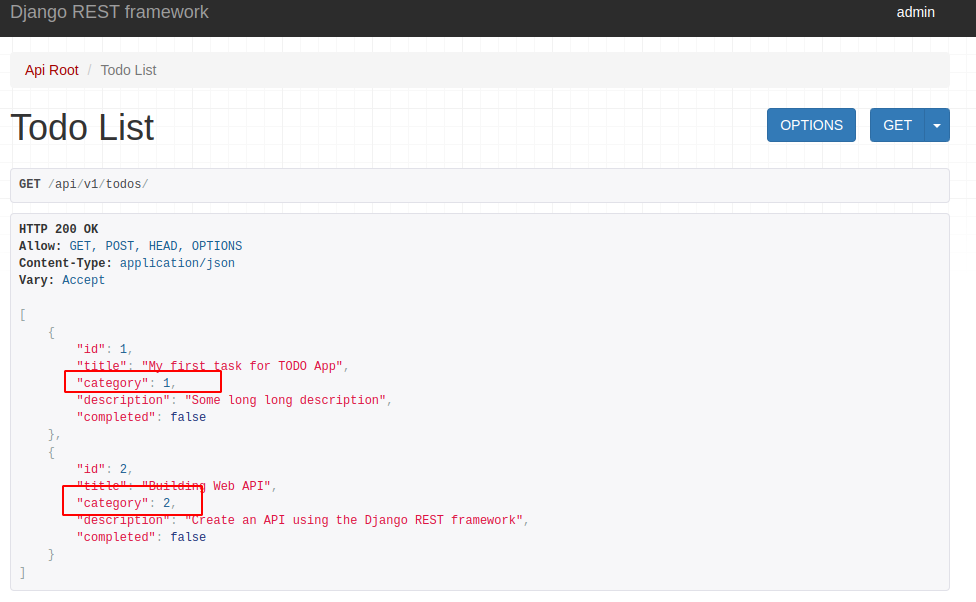 Django REST framework
admin
Api Root / Todo List
Todo List
OPTIONS
GET
GET /api/v1/todos/
HTTP 200 OK
Allow: GET, POST, HEAD, OPTIONS
Content-Type: application/json
Vary: Accept
[
{
"id": 1,
"title": "My first task for TODO App",
"category": 1,
"description": "Some long long description",
"completed": false
},
{
"id": 2,
"title": "Building Web API",
"category": 2,
"description": "Create an API using the Django REST framework",
"completed": false
}
]